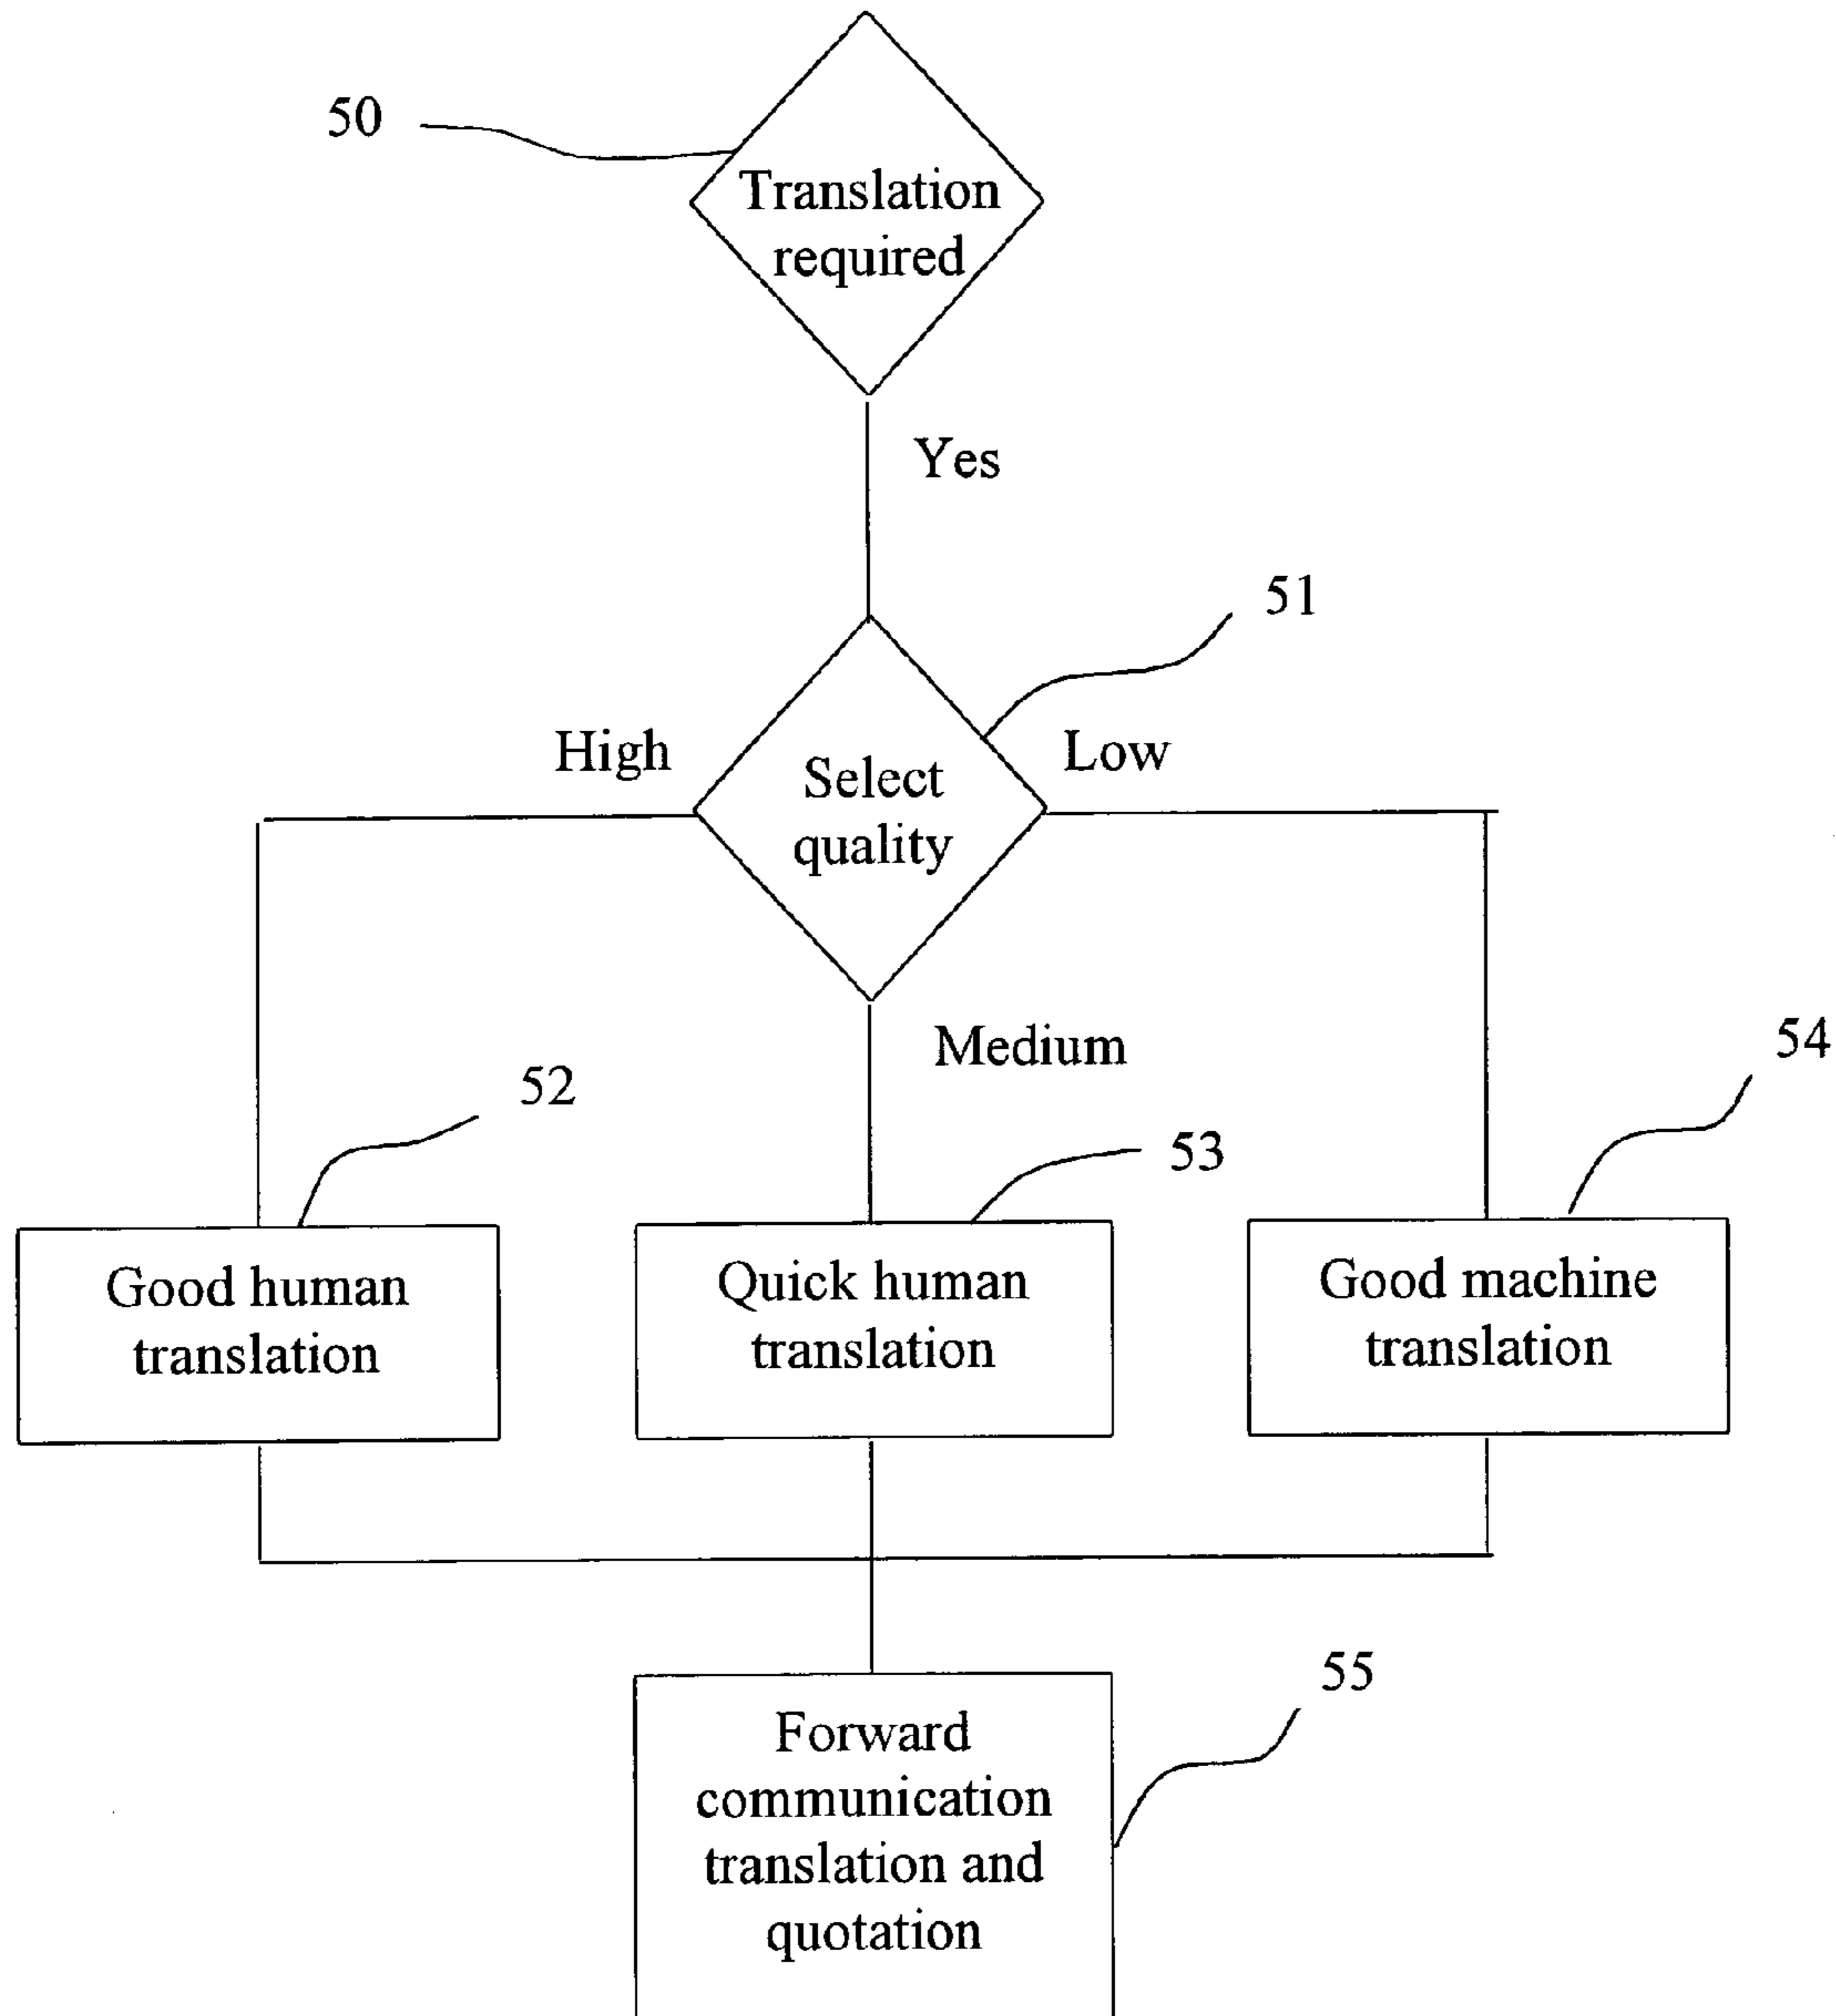 50
Translation
required
Yes
51
High
Low
Select
quality
Medium
54
52
53
Good human
translation
Quick human
translation
Good machine
translation
55
Forward
communication
translation and
quotation